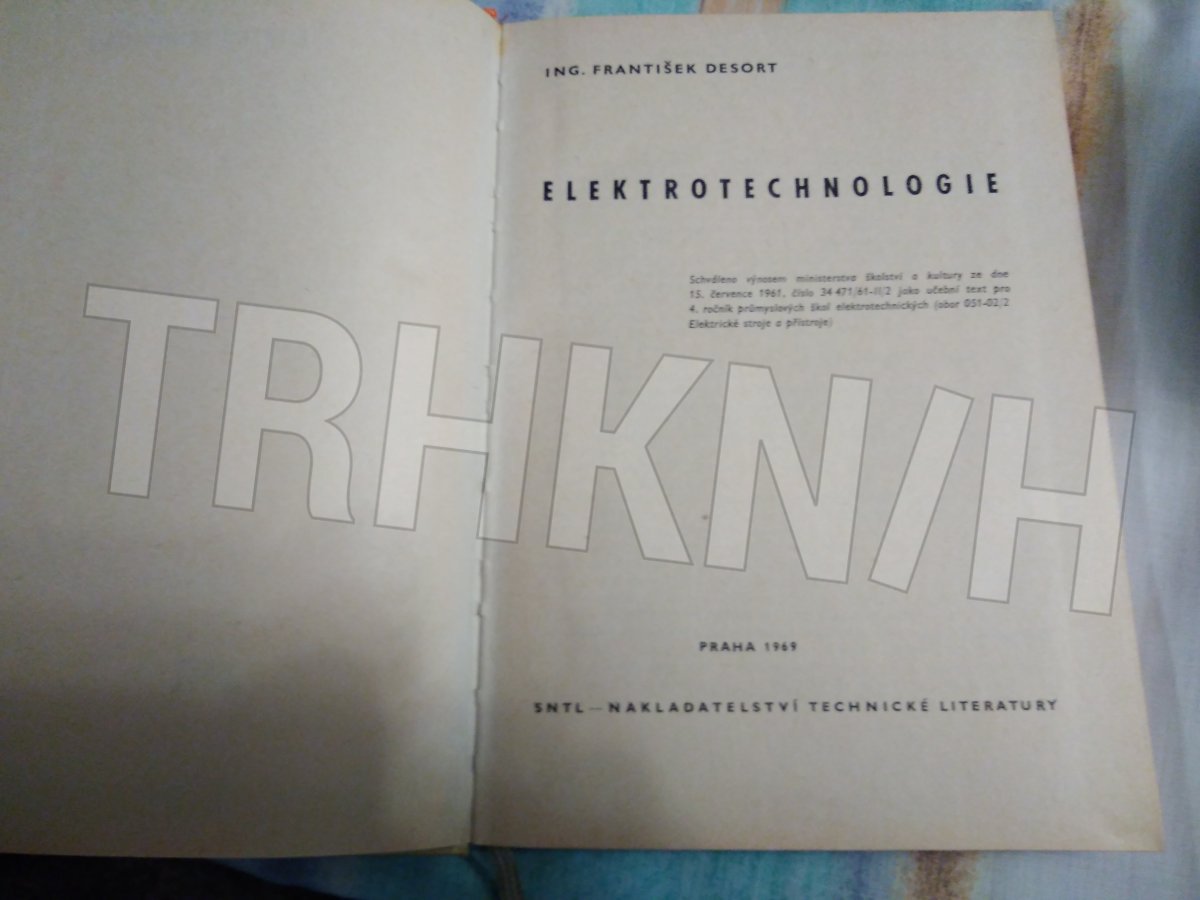 ING. FRANTIŠEK DESORT
ELEKTROTECHNOLOGIE
Schváleno výnosem ministerstva školství a kultury ze dne
15. července 1961, číslo 34 471/61-II/2 jako učební text pro
4. ročník průmyslových škol elektrotechnických (obor 051-02/2
Elektrické stroje a přístroje)
TRHKN/H
PRAHA 1969
SNTL — NAKLADATELSTVÍ TECHNICKÉ LITERATURY